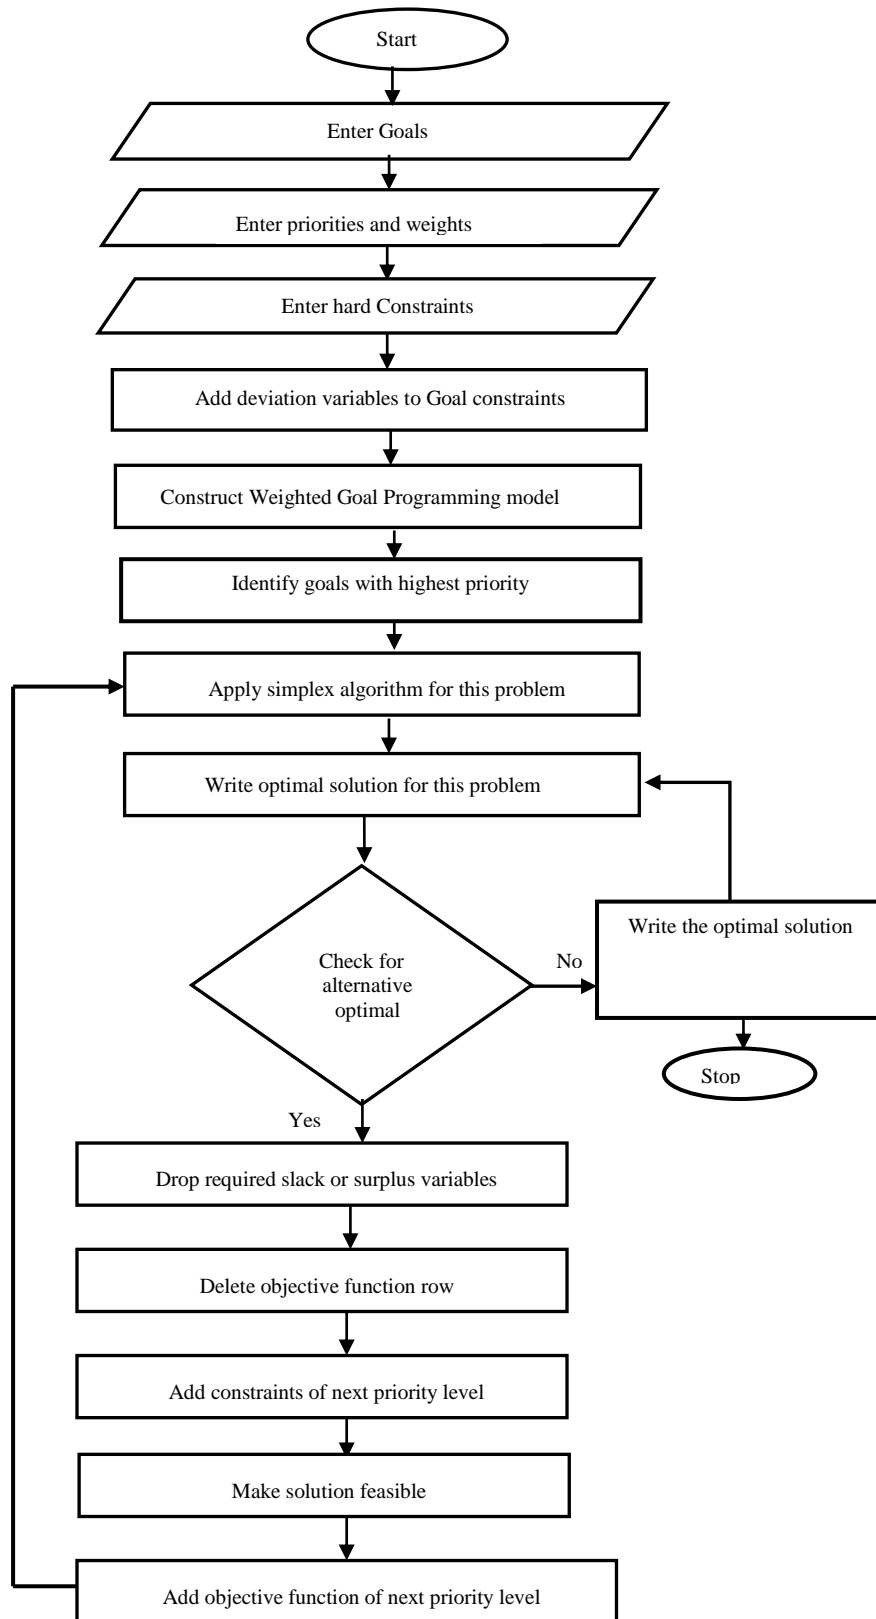 Start
Enter Goals
Enter priorities and weights
Enter hard Constraints
Add deviation variables to Goal constraints
Construct Weighted Goal Programming model
Identify goals with highest priority
Apply simplex algorithm for this problem
Write optimal solution for this problem
Check for
alternative
optimal
No
Write the optimal solution
Stop
Yes
Drop required slack or surplus variables
Delete objective function row
Add constraints of next priority level
Make solution feasible
Add objective function of next priority level